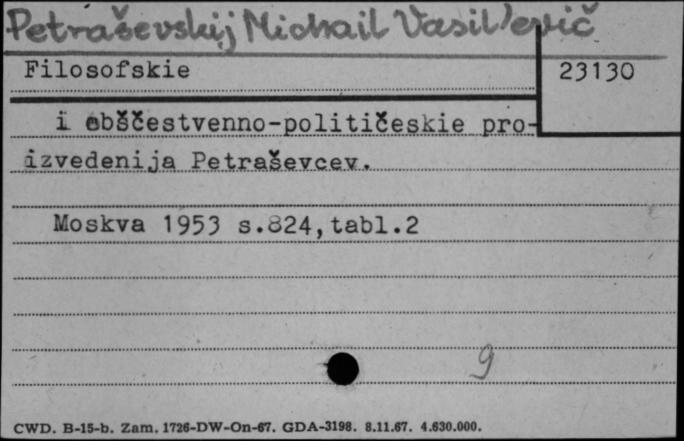 Petraševskij Michail Vasil'evič
Filosofskie
23130
i obščestvenno-političeskie pro-
izvedenija Petraševcev.
Moskva 1953 s.824,tabl.2
9
CWD. B-15-b. Zam. 1726-DW-On-67. GDA-3198. 8.11.67. 4.630.000.